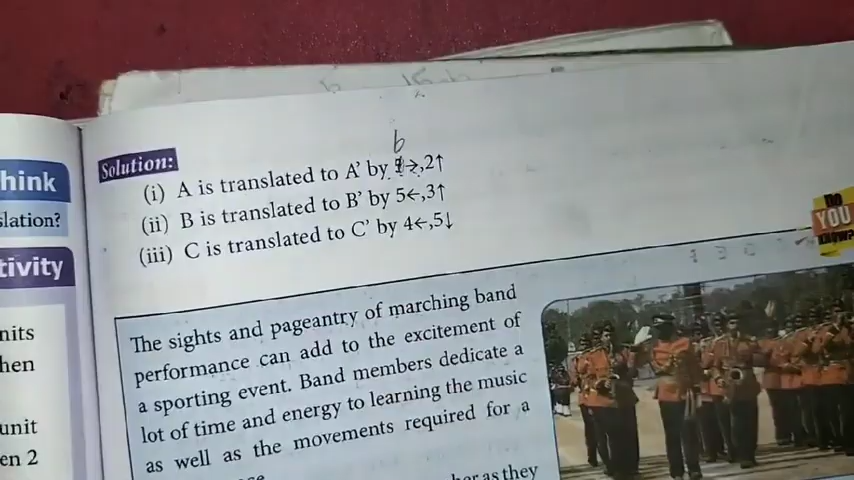 b
Solution:
(i) A is translated to A' by →,2↑
(ii) B is translated to B' by 5←,3↑
(iii) C is translated to C' by 4←,5↓
hink
slation?
tivity
nits
hen
unit
en 2
DO
YOU
KNOW?
The sights and pageantry of marching band
performance can add to the excitement of
a sporting event. Band members dedicate a
lot of time and energy to learning the music
as well as the movements required for a
as they